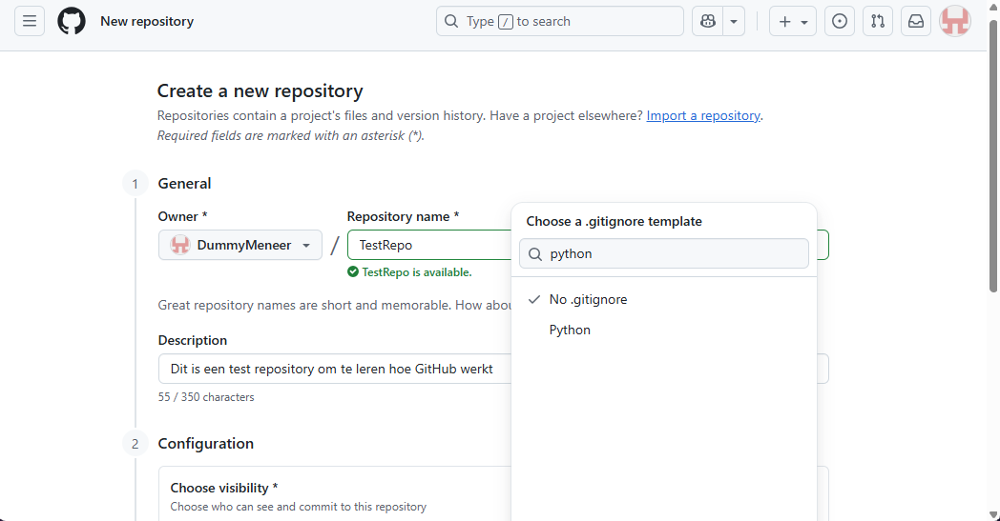 New repository
Type / to search
Create a new repository
Repositories contain a project's files and version history. Have a project elsewhere? Import a repository.
Required fields are marked with an asterisk (*).
1 General
Owner *
Repository name *
DummyMeneer / TestRepo
TestRepo is available.
Great repository names are short and memorable. How abou
Description
Dit is een test repository om te leren hoe GitHub werkt
55 / 350 characters
2 Configuration
Choose visibility *
Choose who can see and commit to this repository
Choose a .gitignore template
python
No .gitignore
Python